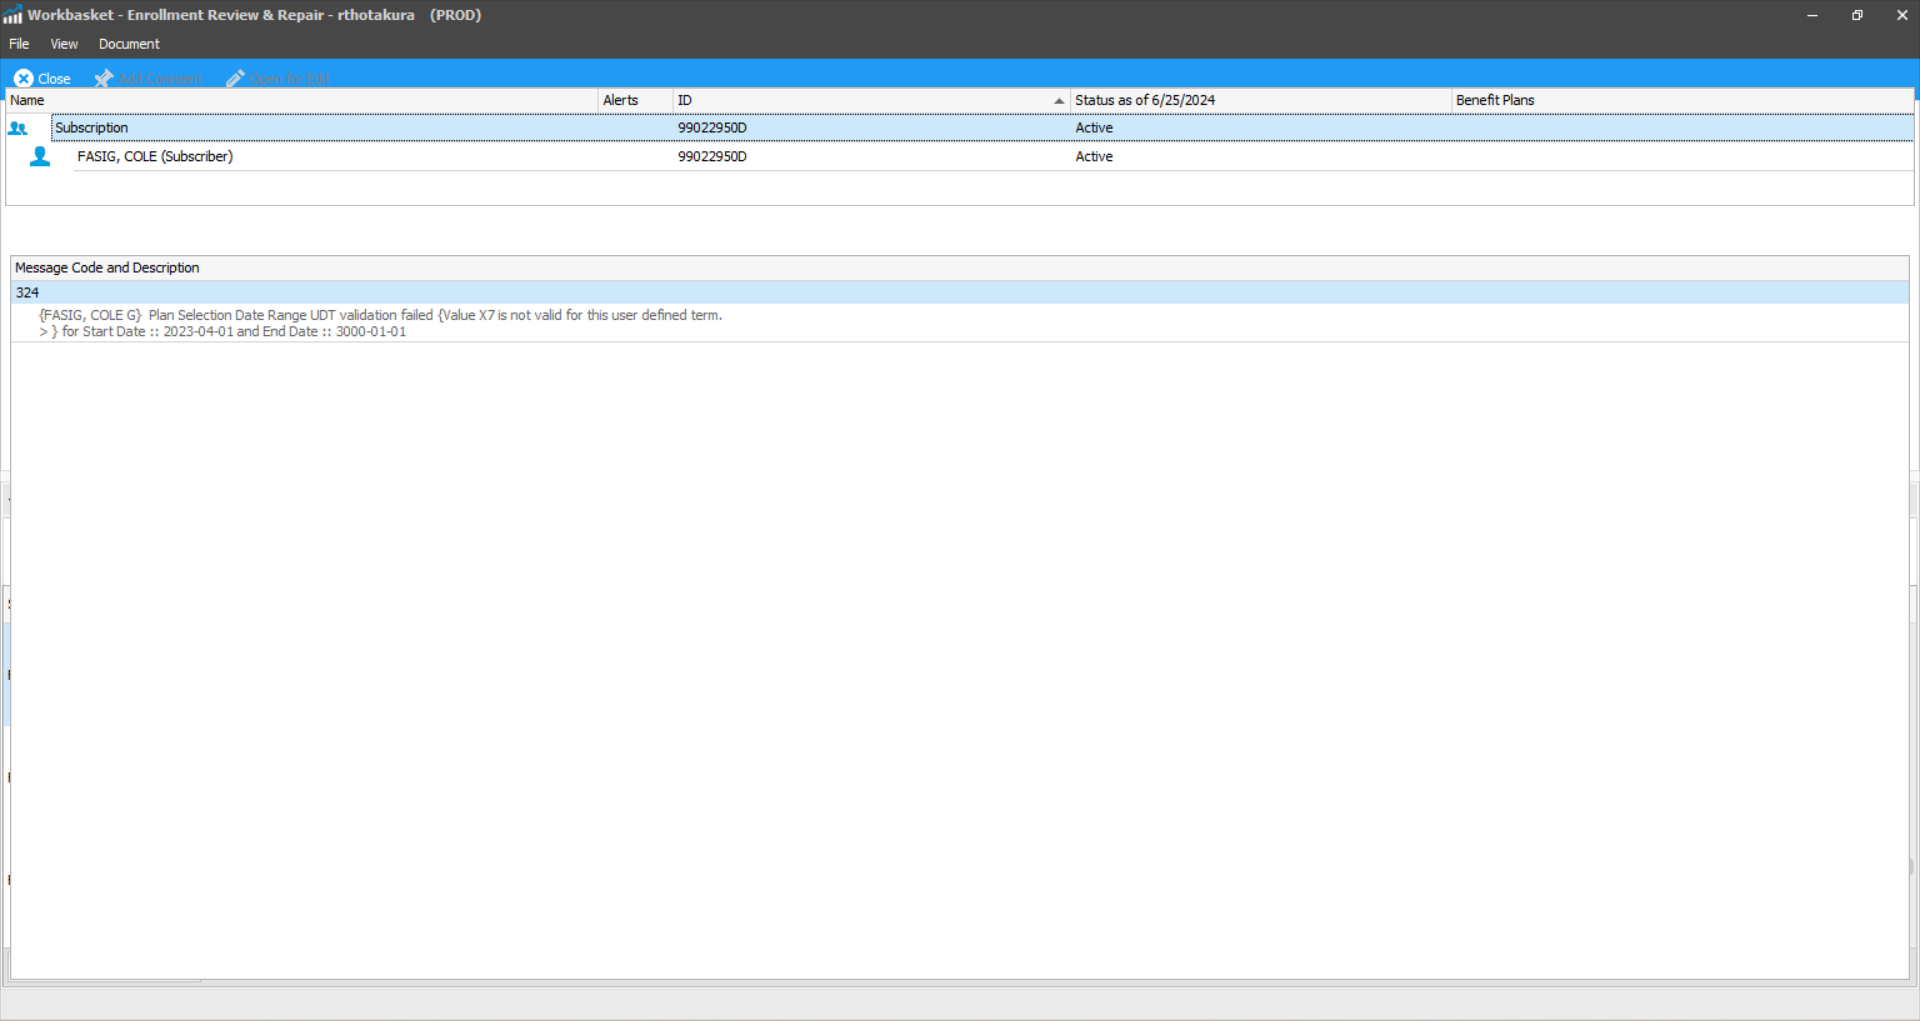 Workbasket - Enrollment Review & Repair - rthotakura (PROD)
File View Document
Close Add Comment Open for Edit
Name Alerts ID Status as of 6/25/2024 Benefit Plans
Subscription 99022950D Active
FASIG, COLE (Subscriber) 99022950D Active
Message Code and Description
324
{FASIG, COLE G} Plan Selection Date Range UDT validation failed {Value X7 is not valid for this user defined term.
> } for Start Date :: 2023-04-01 and End Date :: 3000-01-01